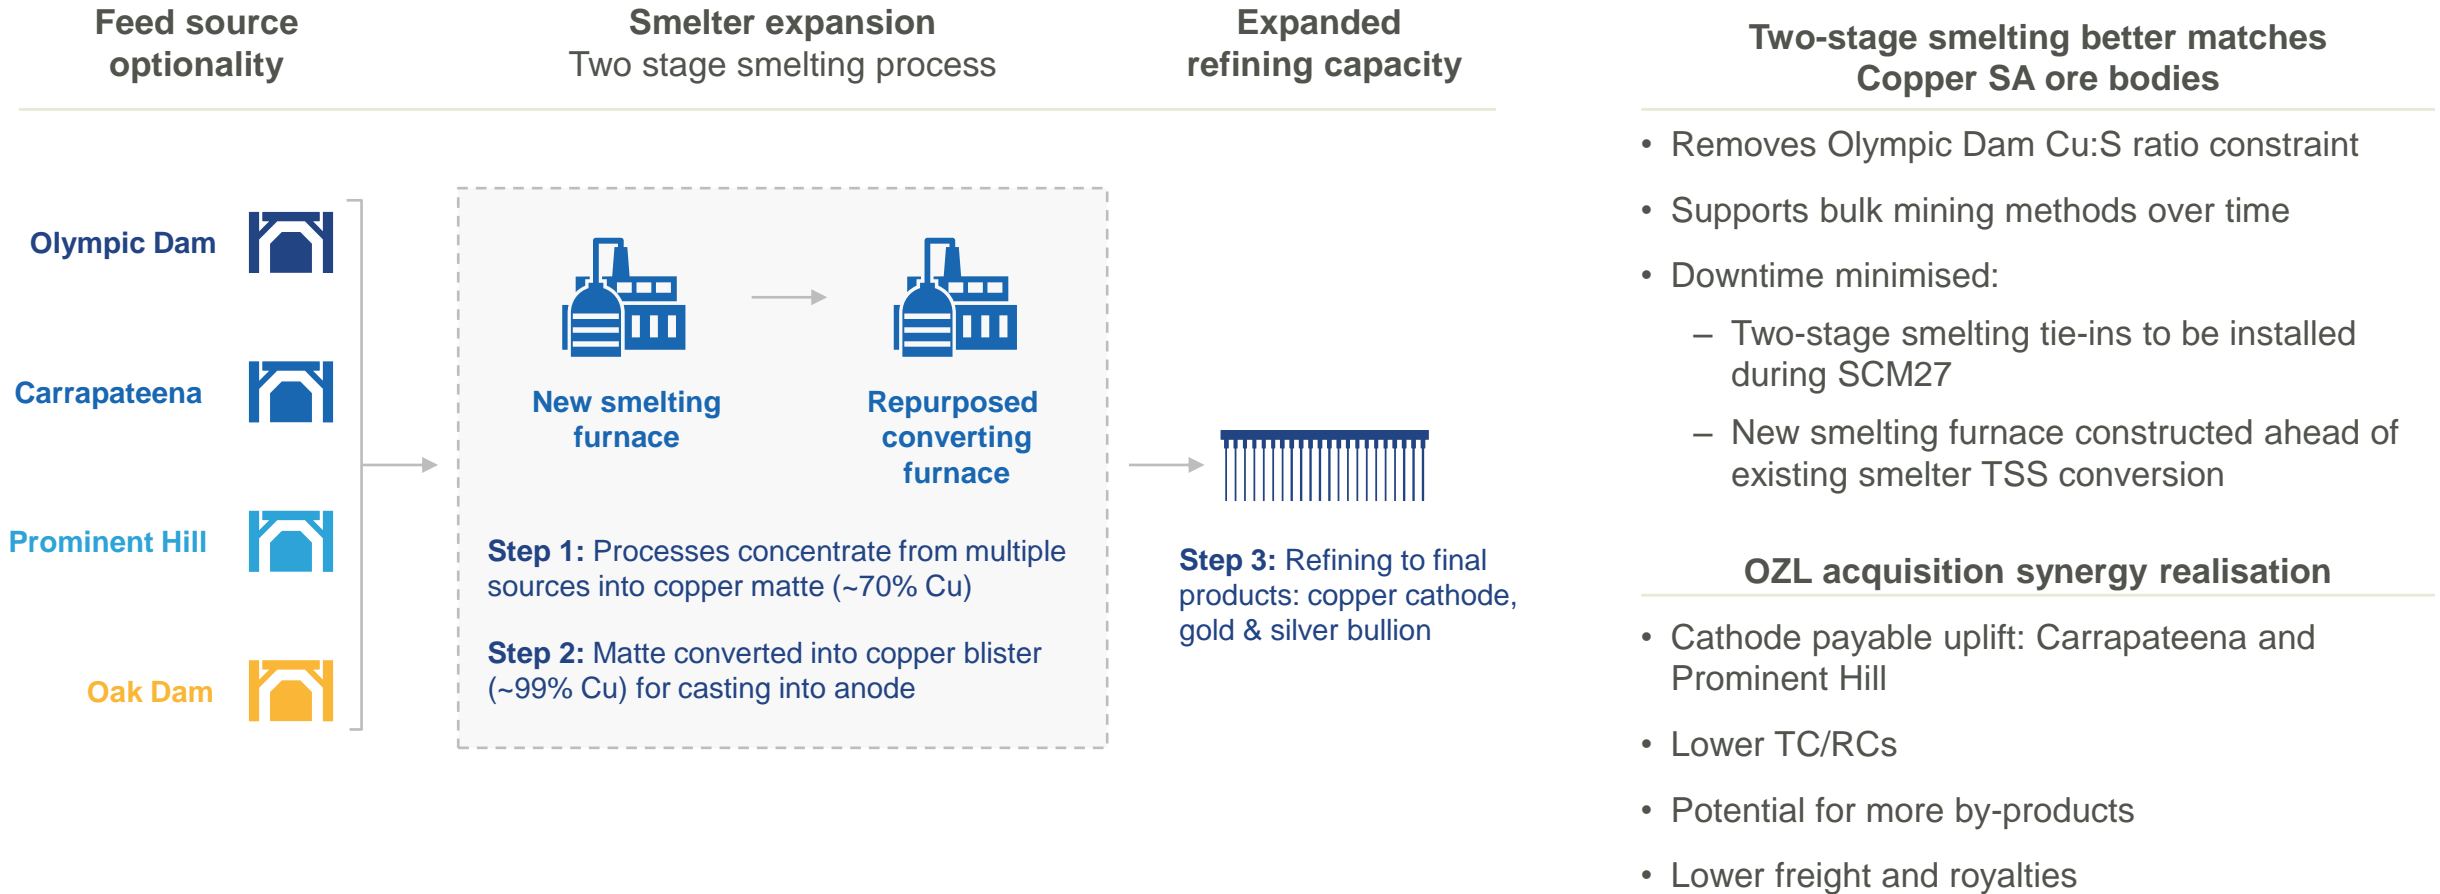 Feed source
optionality
Smelter expansion
Two stage smelting process
Expanded
refining capacity
Olympic Dam
Carrapateena
Prominent Hill
Oak Dam
New smelting
furnace
Repurposed
converting
furnace
Step 1: Processes concentrate from multiple
sources into copper matte (~70% Cu)
Step 2: Matte converted into copper blister
(~99% Cu) for casting into anode
Step 3: Refining to final
products: copper cathode,
gold & silver bullion
Two-stage smelting better matches
Copper SA ore bodies
• Removes Olympic Dam Cu:S ratio constraint
• Supports bulk mining methods over time
• Downtime minimised:
– Two-stage smelting tie-ins to be installed
during SCM27
– New smelting furnace constructed ahead of
existing smelter TSS conversion
OZL acquisition synergy realisation
• Cathode payable uplift: Carrapateena and
Prominent Hill
• Lower TC/RCs
• Potential for more by-products
• Lower freight and royalties